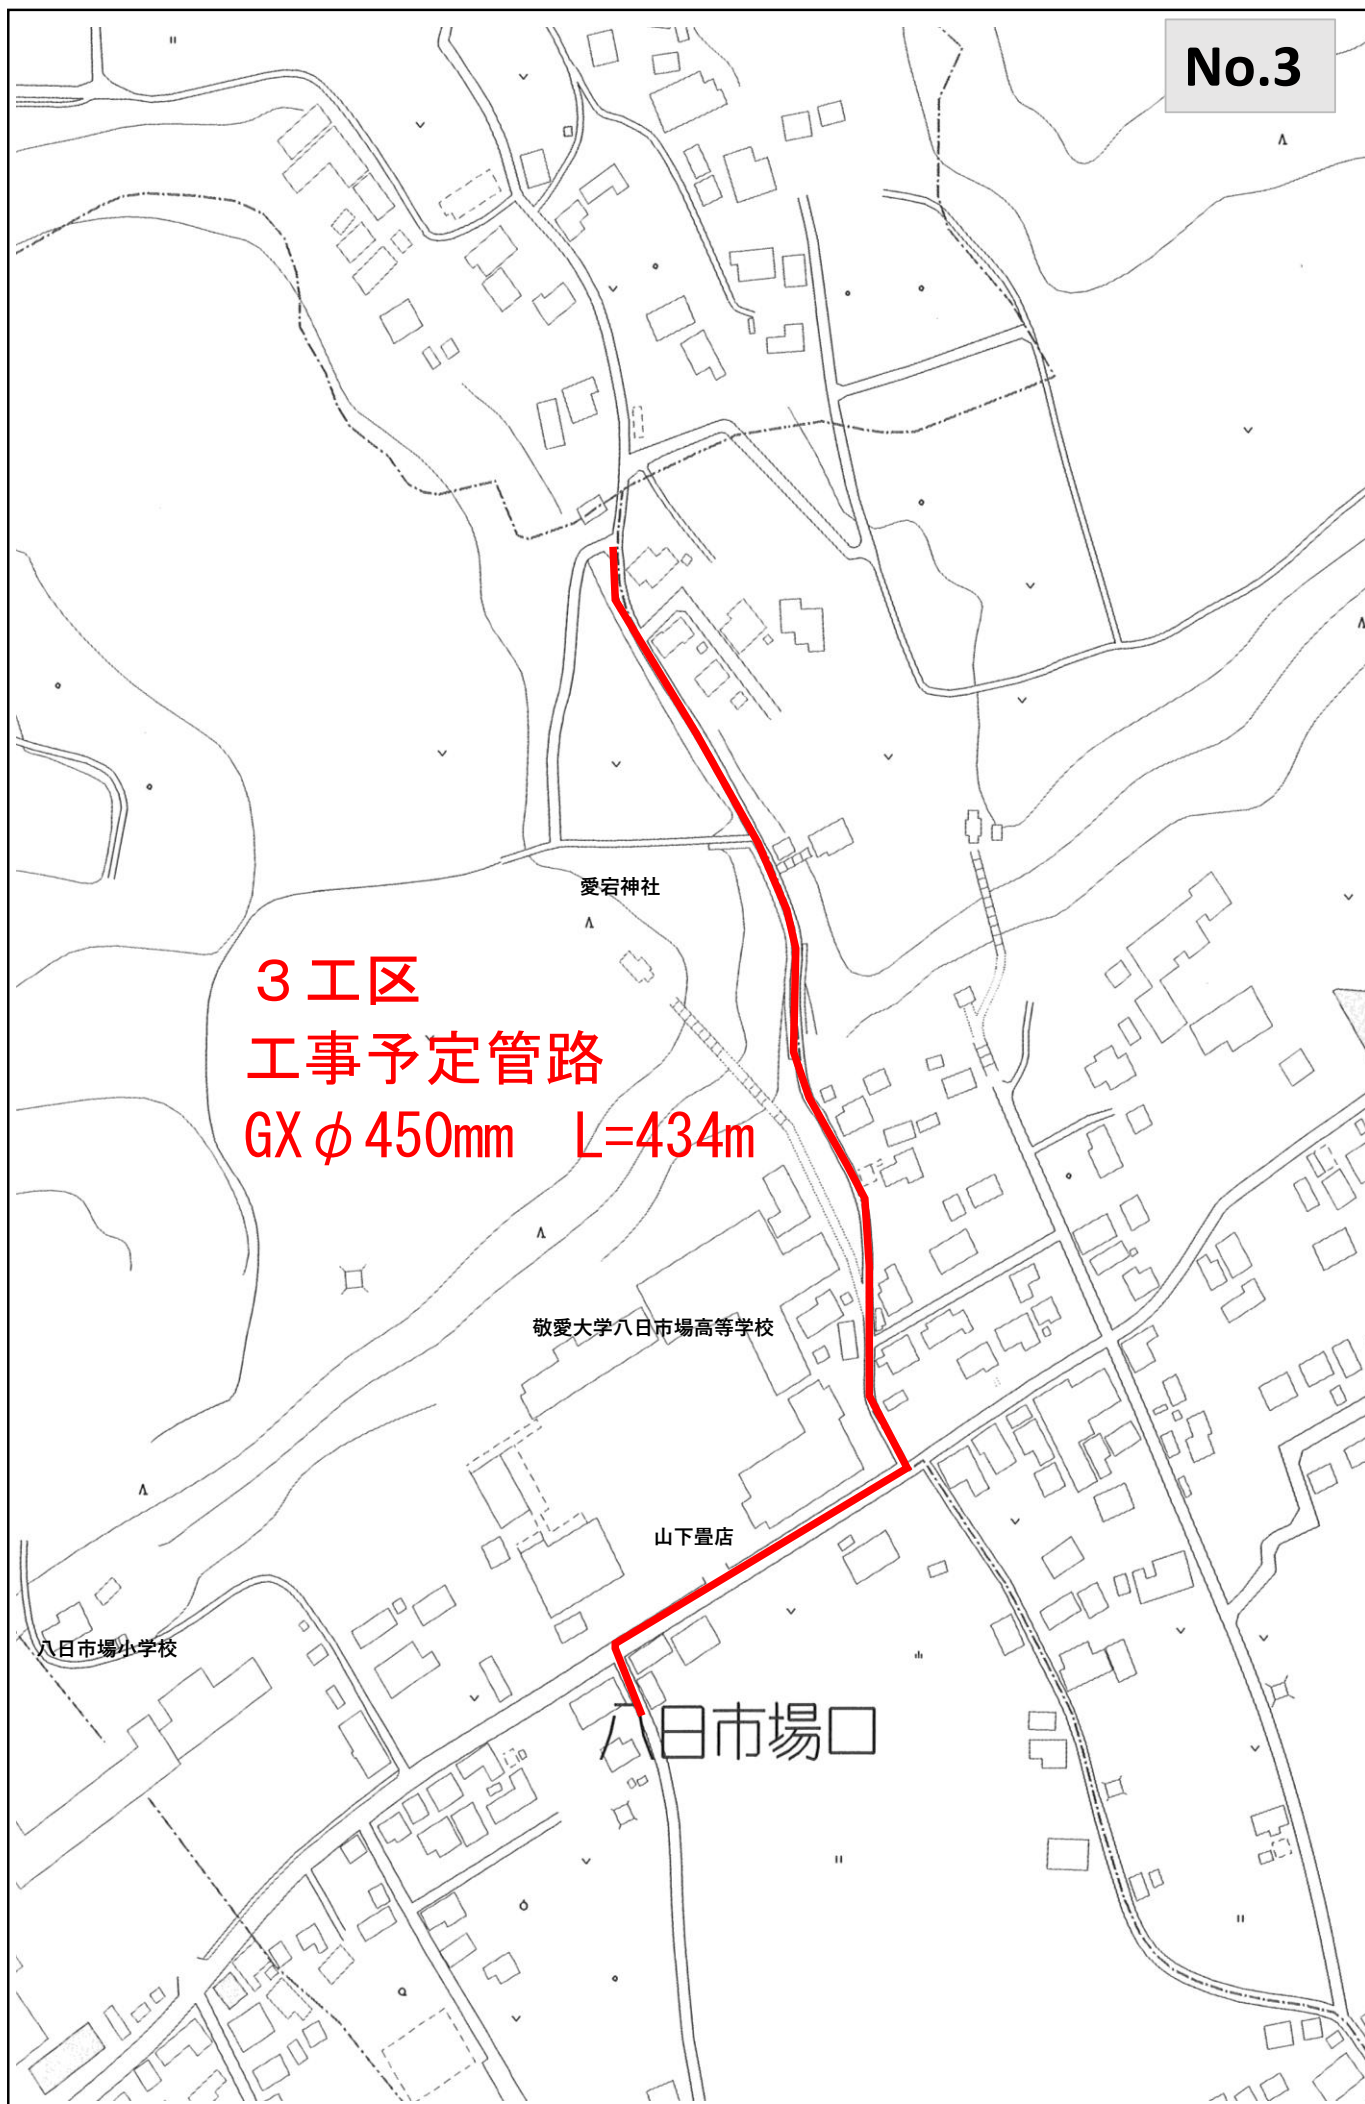 No.3
愛宕神社
3工区
工事予定管路
GXφ450mm　L=434m
敬愛大学八日市場高等学校
山下畳店
八日市場小学校
八日市場口